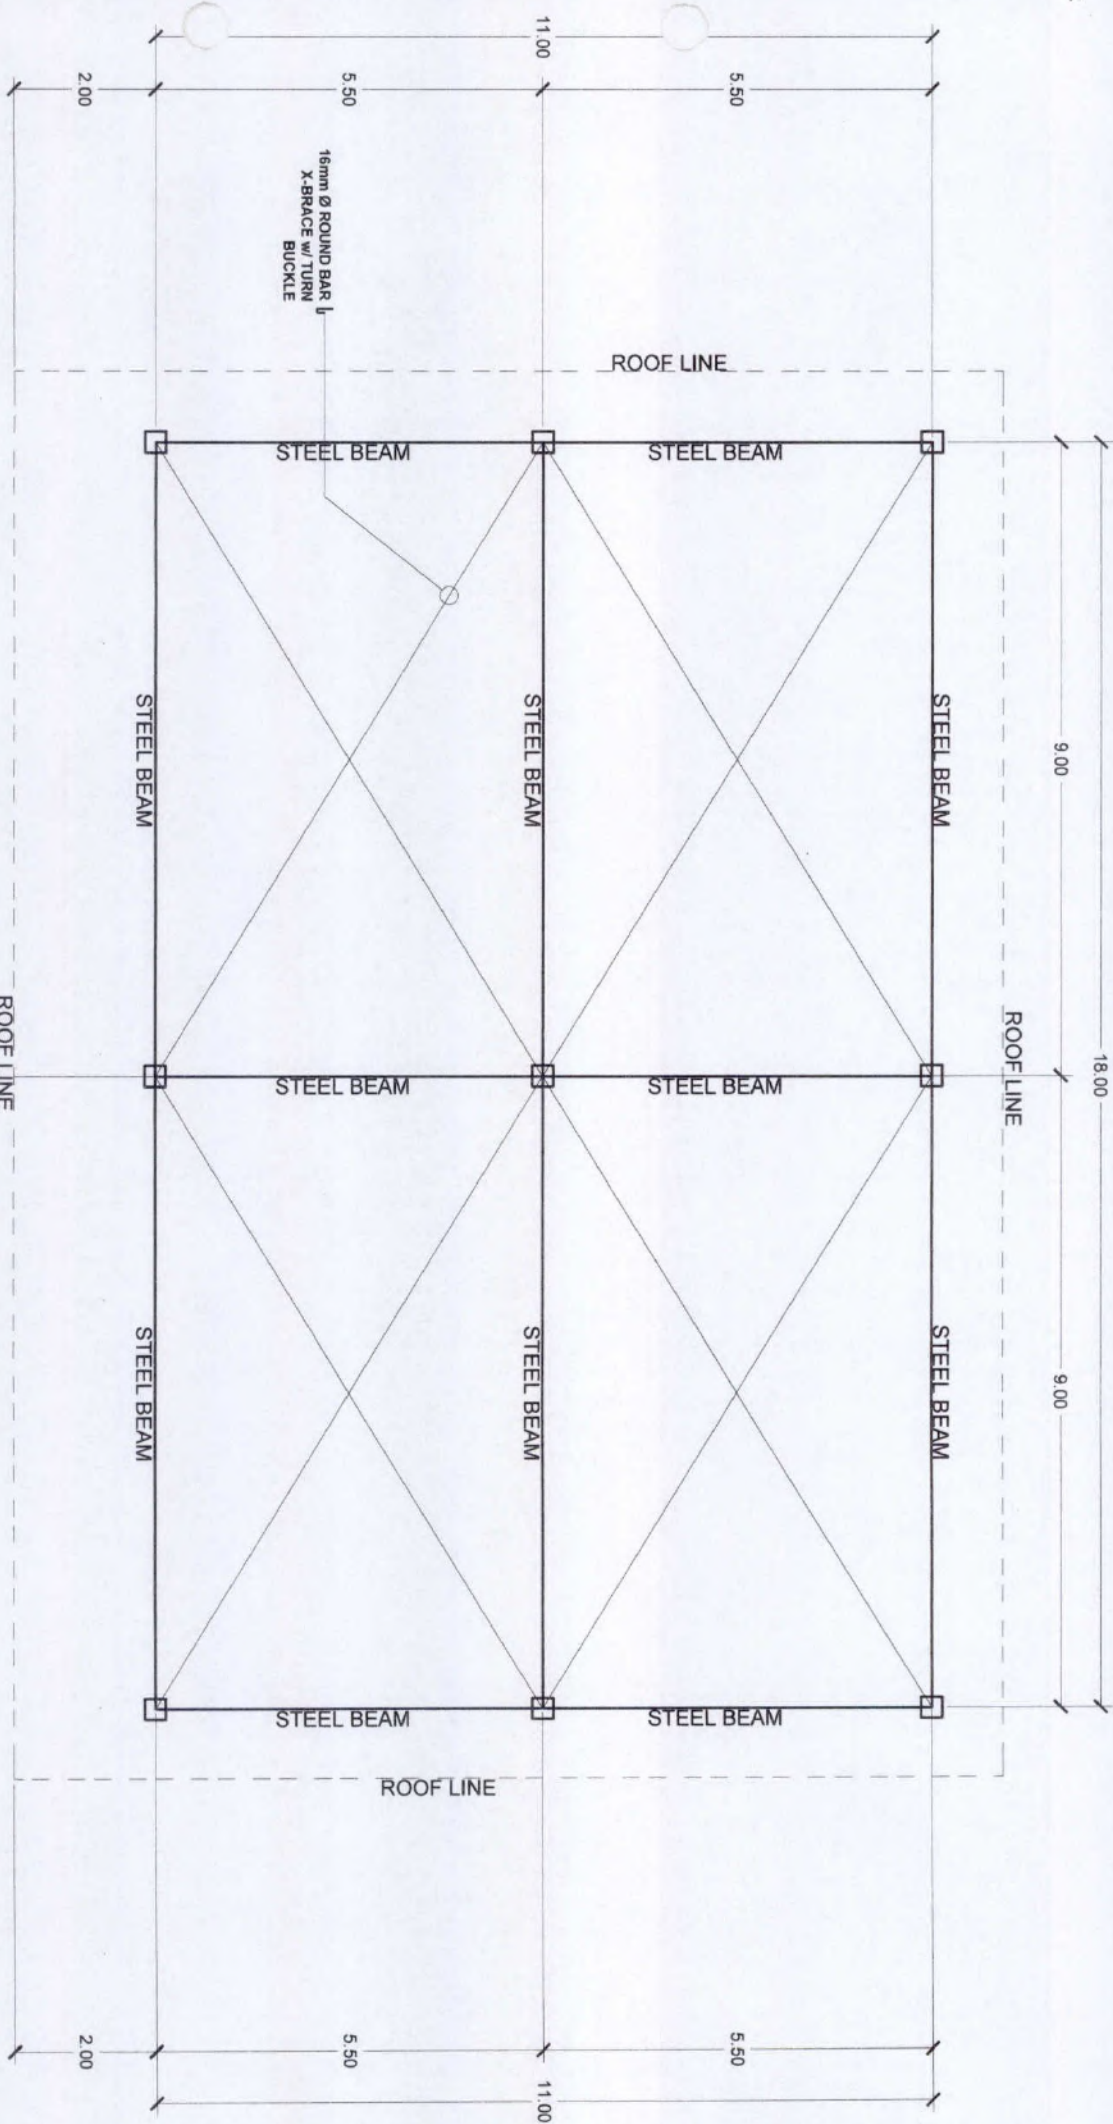 11.00
5.50
5.50
2.00
16mm Ø ROUND BAR
X-BRACE w/ TURN
BUCKLE
ROOF LINE
STEEL BEAM
STEEL BEAM
9.00
STEEL BEAM
STEEL BEAM
STEEL BEAM
18.00
ROOF LINE
ROOF LINE
STEEL BEAM
STEEL BEAM
9.00
STEEL BEAM
STEEL BEAM
STEEL BEAM
STEEL BEAM
STEEL BEAM
ROOF LINE
2.00
5.50
5.50
11.00